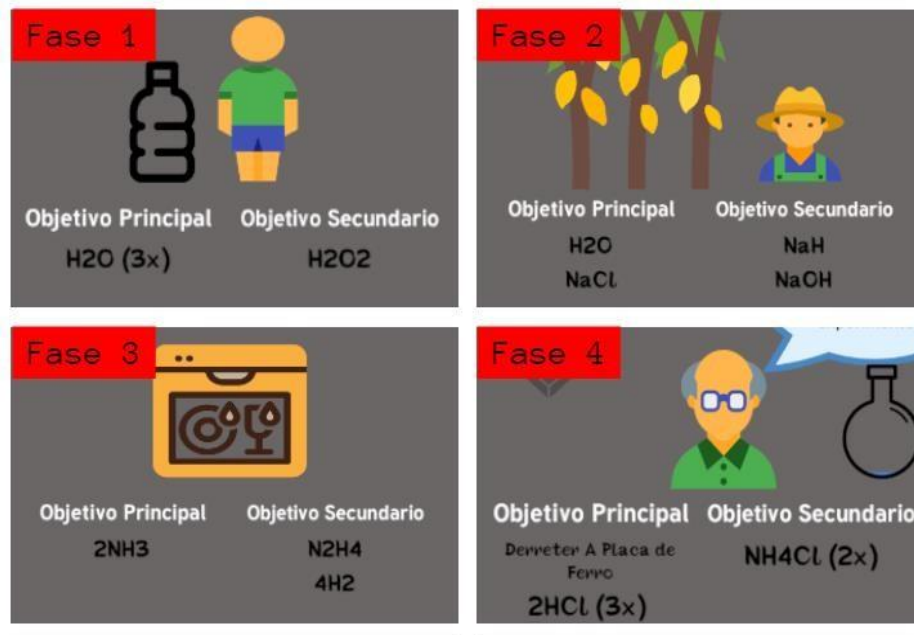 Fase 1
Objetivo Principal
H2O (3x)
Objetivo Secundario
H2O2
Fase 2
Objetivo Principal
H2O
NaCl
Objetivo Secundario
NaH
NaOH
Fase 3
Objetivo Principal
2NH3
Objetivo Secundario
N2H4
4H2
Fase 4
Objetivo Principal
Derreter A Placa de
Ferro
2HCl (3x)
Objetivo Secundario
NH4Cl (2x)